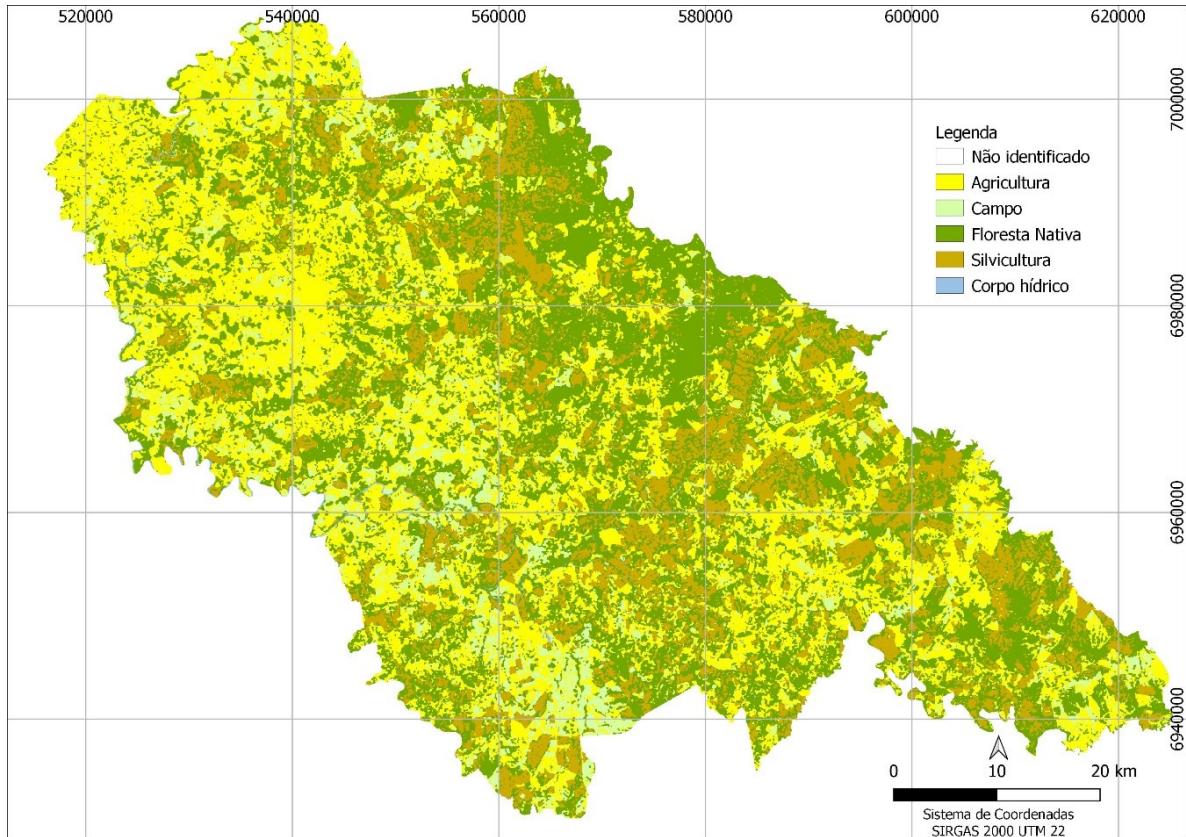 520000 540000 560000 580000 600000 620000
7000000
6980000
6960000
6940000
Legenda
Não identificado
Agricultura
Campo
Floresta Nativa
Silvicultura
Corpo hídrico
0 10 20 km
Sistema de Coordenadas
SIRGAS 2000 UTM 22